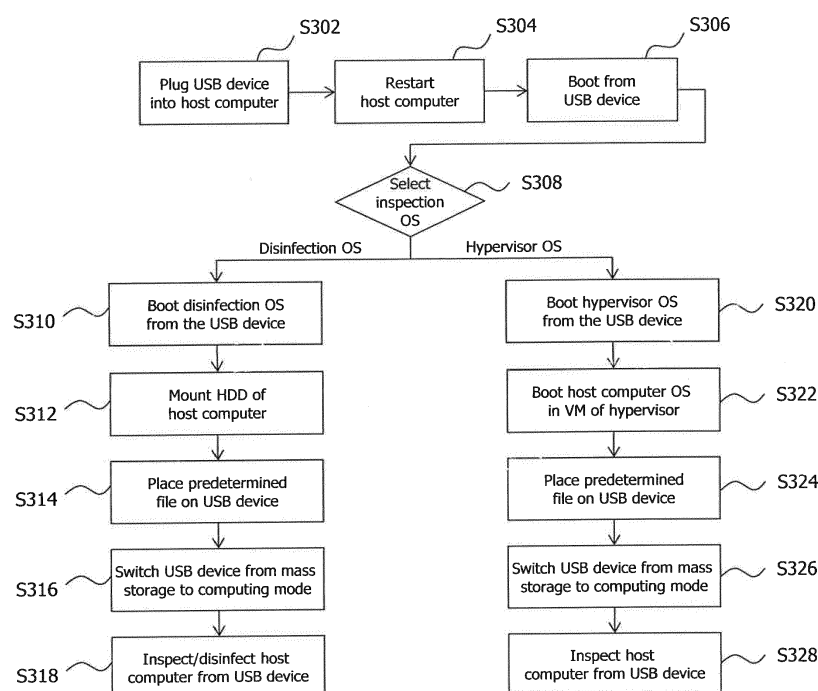 S302
S304
S306
Plug USB device
into host computer
Restart
host computer
Boot from
USB device
Select
inspection
OS
S308
Disinfection OS
Hypervisor OS
S310
Boot disinfection OS
from the USB device
Boot hypervisor OS
from the USB device
S320
S312
Mount HDD of
host computer
Boot host computer OS
in VM of hypervisor
S322
S314
Place predetermined
file on USB device
Place predetermined
file on USB device
S324
S316
Switch USB device from mass
storage to computing mode
Switch USB device from mass
storage to computing mode
S326
S318
Inspect/disinfect host
computer from USB device
Inspect host
computer from USB device
S328